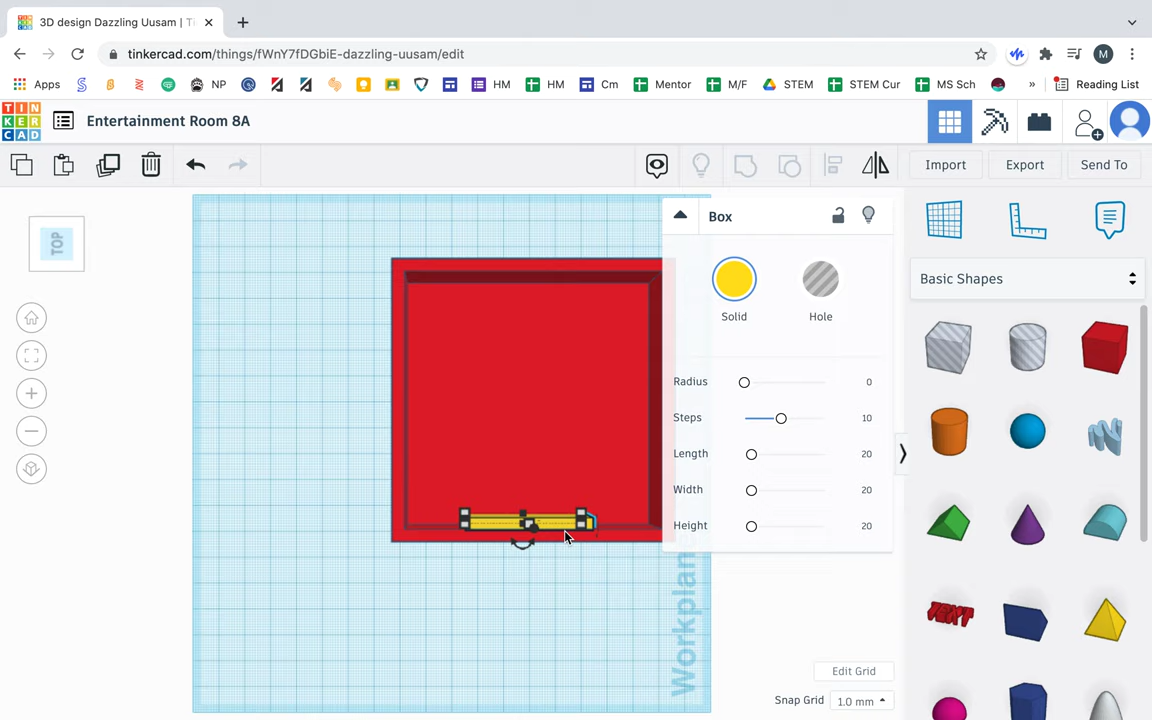 3D design Dazzling Uusam | Ti
tinkercad.com/things/fWnY7fDGbiE-dazzling-uusam/edit
M
Apps
NP
HM
HM
Cm
Mentor
M/F
STEM
STEM Cur
MS Sch
»
Reading List
TIN
KER
CAD
Entertainment Room 8A
Import
Export
Send To
TOP
Box
Solid
Hole
Radius
0
Steps
10
Length
20
Width
20
Height
20
Basic Shapes
TEXT
Workplan
Edit Grid
Snap Grid
1.0 mm